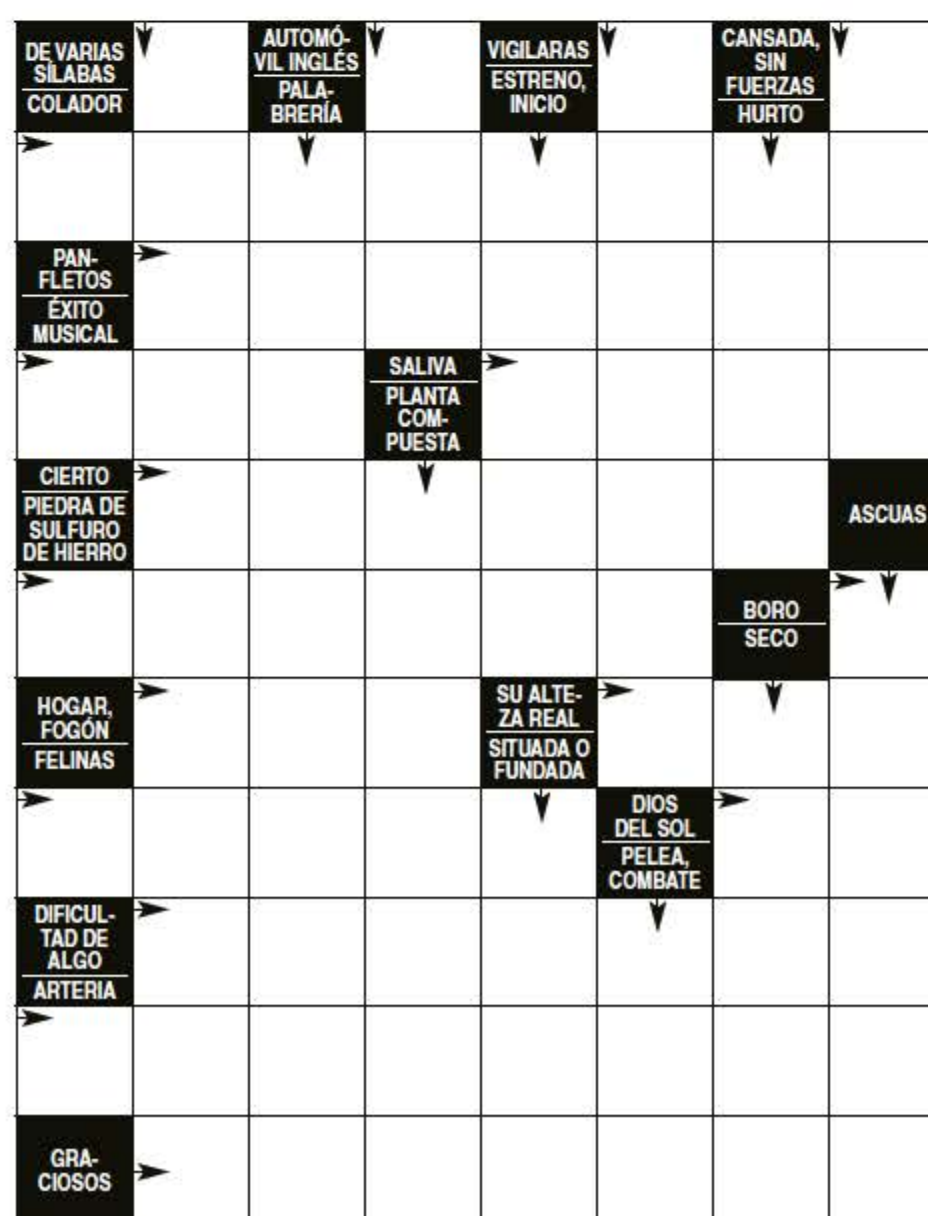 DE VARIAS
SÍLABAS
COLADOR
AUTOMÓ-
VIL INGLÉS
PALA-
BRERÍA
VIGILARAS
ESTRENO,
INICIO
CANSADA,
SIN
FUERZAS
HURTO
PAN-
FLETOS
ÉXITO
MUSICAL
SALIVA
PLANTA
COM-
PUESTA
CIERTO
PIEDRA DE
SULFURO
DE HIERRO
ASCUAS
BORO
SECO
HOGAR,
FOGÓN
FELINAS
SU ALTE-
ZA REAL
SITUADA O
FUNDADA
DIOS
DEL SOL
PELEA,
COMBATE
DIFICUL-
TAD DE
ALGO
ARTERIA
GRA-
CIOSOS